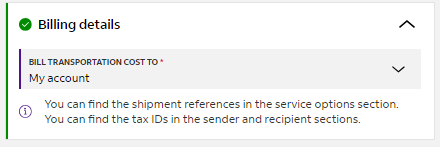 Billing details
BILL TRANSPORTATION COST TO *
My account
You can find the shipment references in the service options section.
You can find the tax IDs in the sender and recipient sections.